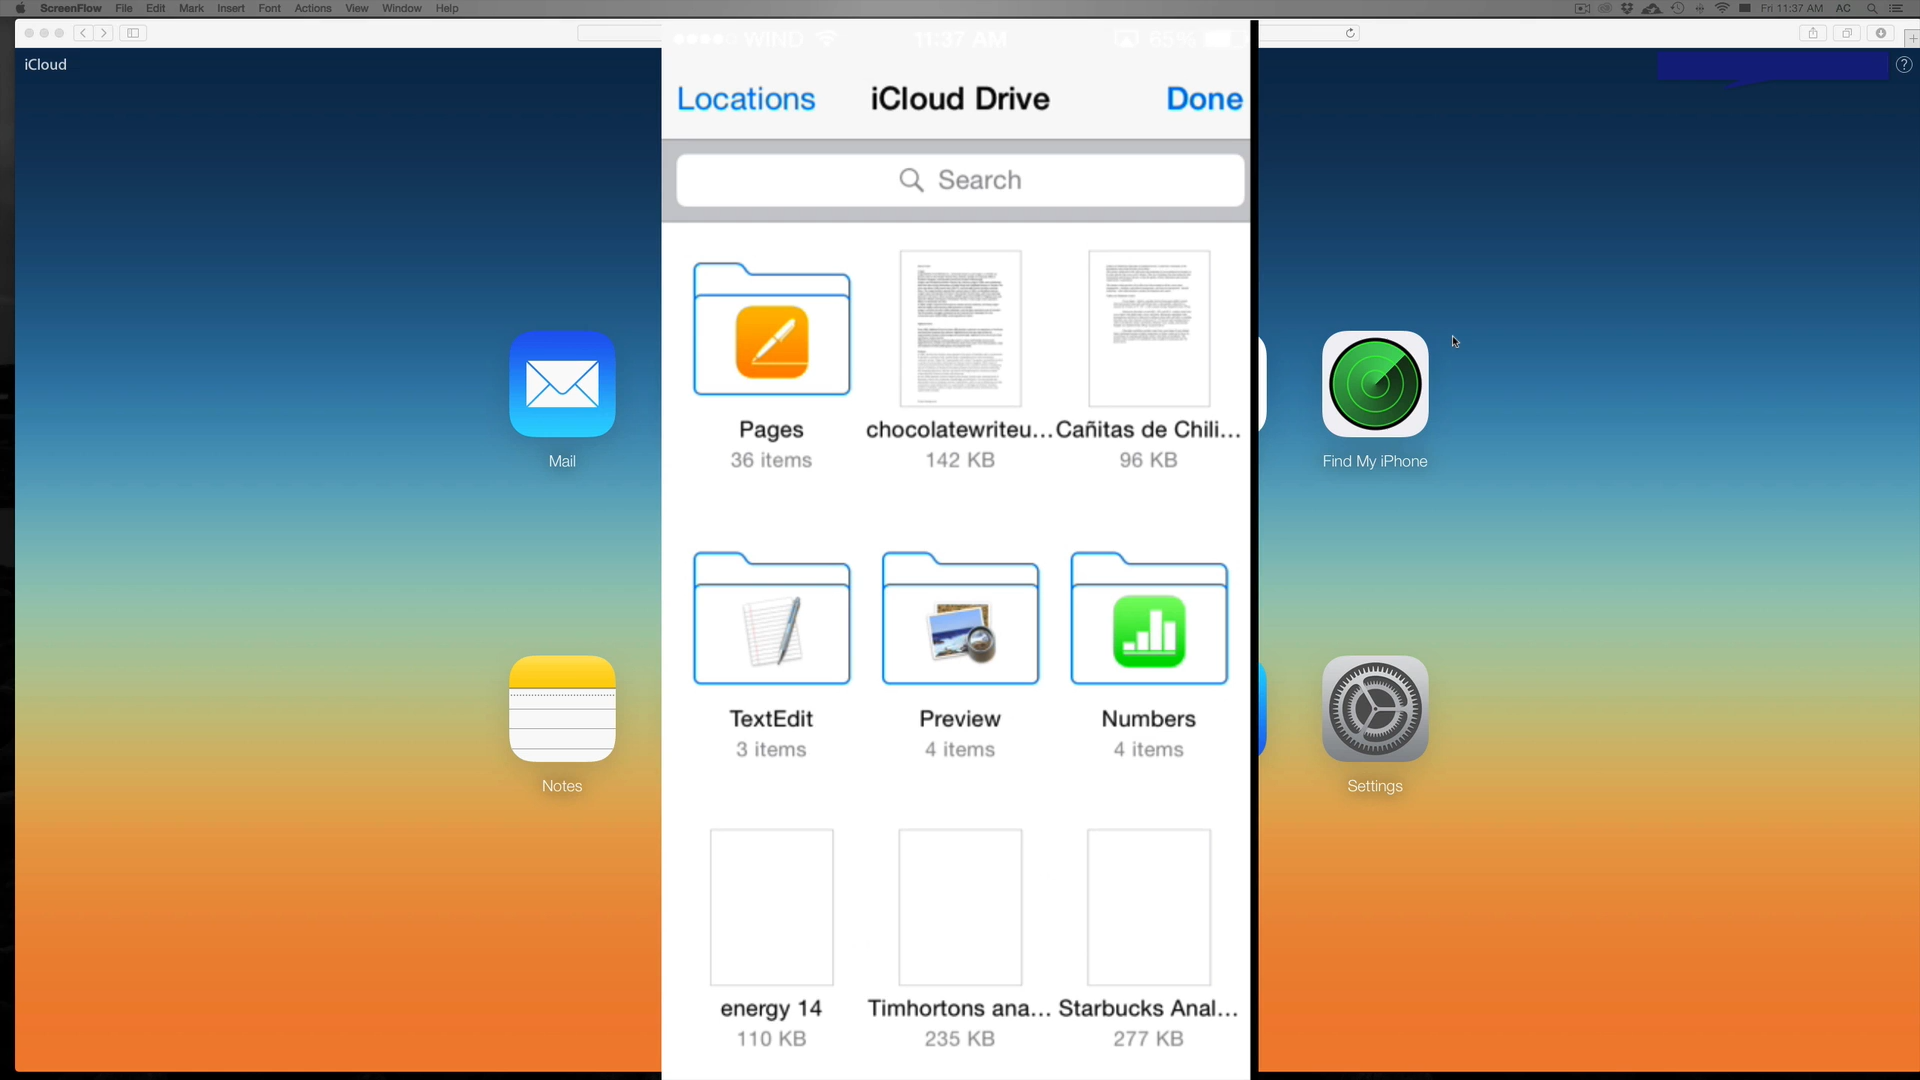 ScreenFlow File Edit Mark Insert Font Actions View Window Help
Fri 11:37 AM AC
iCloud
WIND 11:37 AM 65%
Locations iCloud Drive Done
Search
Pages chocolatewriteu... Cañitas de Chili...
36 items 142 KB 96 KB
Mail
Find My iPhone
TextEdit Preview Numbers
3 items 4 items 4 items
Notes
Settings
energy 14 Timhortons ana... Starbucks Anal...
110 KB 235 KB 277 KB